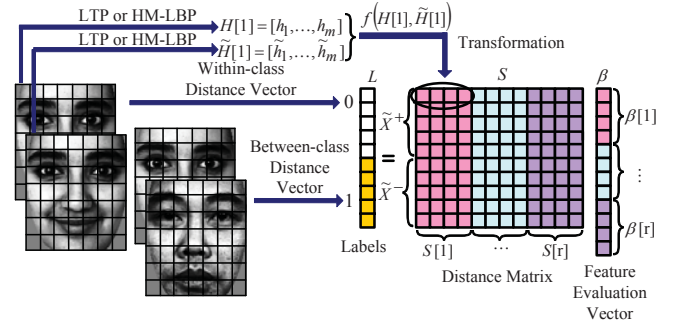 LTP or HM-LBP
H[1] = [h₁,...,hₘ]
f(H[1], H̃[1])
LTP or HM-LBP
H̃[1] = [h̃₁,...,h̃ₘ]
Transformation
Within-class
Distance Vector
L
S
β
0
X̃⁺
β[1]
Between-class
Distance
Vector
=
⋮
1
X̃⁻
β[r]
Labels
S[1]
...
S[r]
Distance Matrix
Feature
Evaluation
Vector